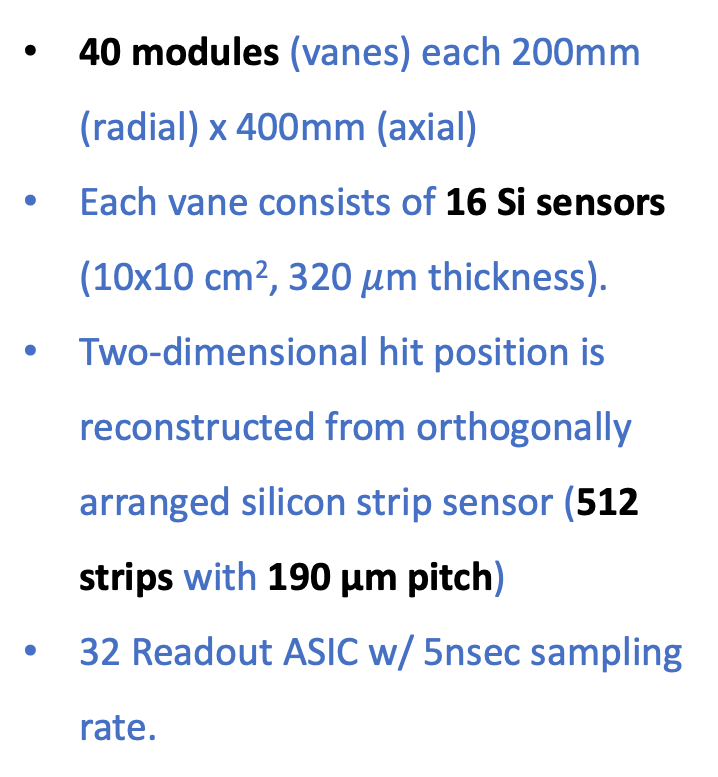 • 40 modules (vanes) each 200mm
(radial) x 400mm (axial)
• Each vane consists of 16 Si sensors
(10x10 cm², 320 𝜇m thickness).
• Two-dimensional hit position is
reconstructed from orthogonally
arranged silicon strip sensor (512
strips with 190 µm pitch)
• 32 Readout ASIC w/ 5nsec sampling
rate.